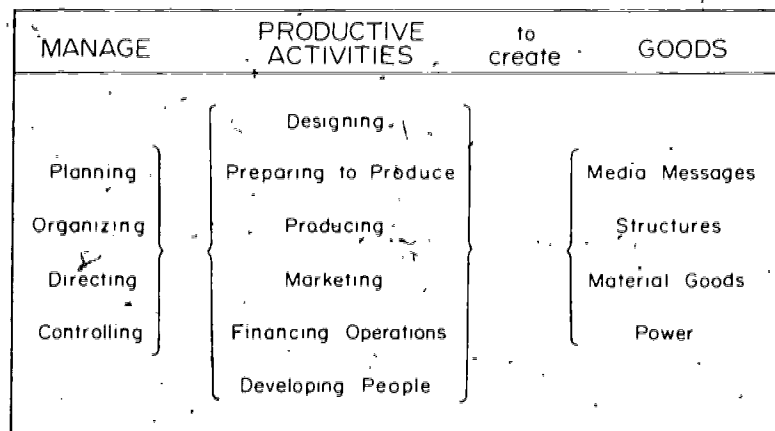 MANAGE PRODUCTIVE ACTIVITIES to create GOODS
Designing
Planning Preparing to Produce Media Messages
Organizing Producing Structures
Directing Marketing Material Goods
Controlling Financing Operations Power
Developing People